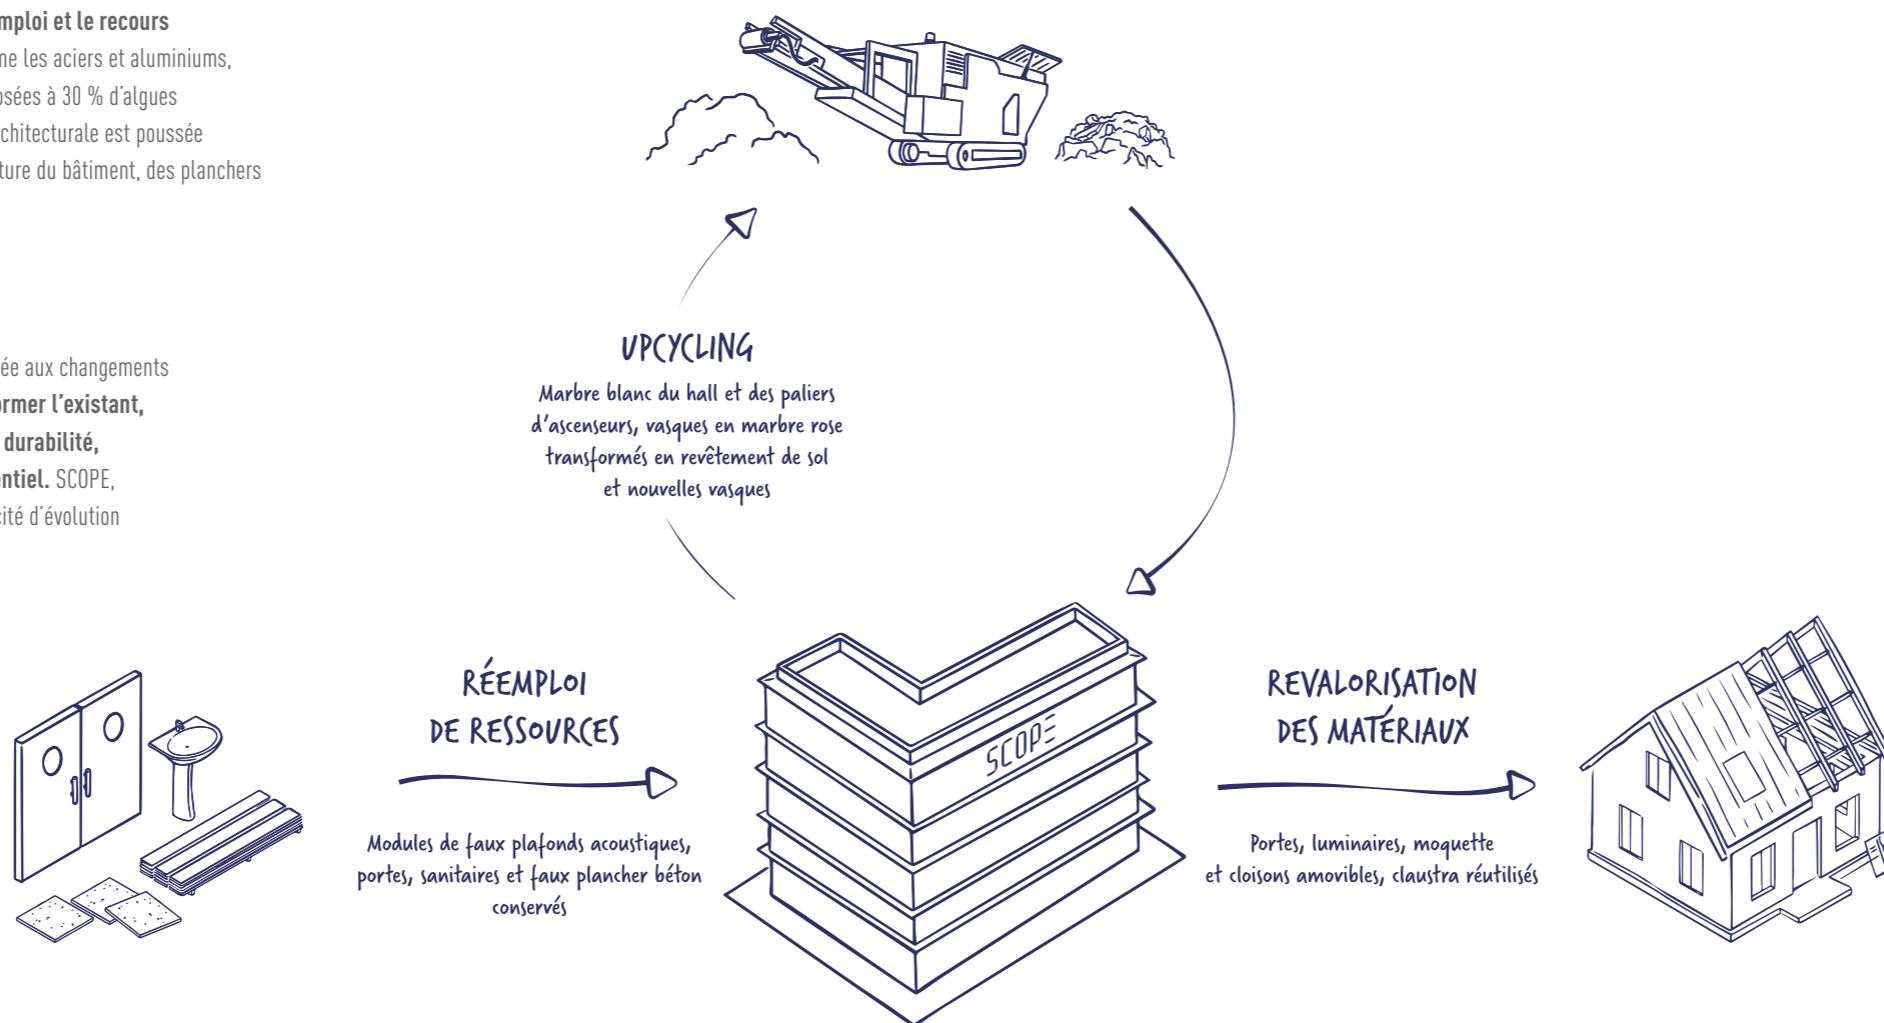 mploi et le recours
me les aciers et aluminiums,
osées à 30 % d'algues
chitecturale est poussée
ture du bâtiment, des planchers
ée aux changements
ormer l'existant,
durabilité,
entiel. SCOPE,
cité d'évolution
UPCYCLING
Marbre blanc du hall et des paliers
d'ascenseurs, vasques en marbre rose
transformés en revêtement de sol
et nouvelles vasques
RÉEMPLOI
DE RESSOURCES
Modules de faux plafonds acoustiques,
portes, sanitaires et faux plancher béton
conservés
SCOPE
REVALORISATION
DES MATÉRIAUX
Portes, luminaires, moquette
et cloisons amovibles, claustra réutilisés